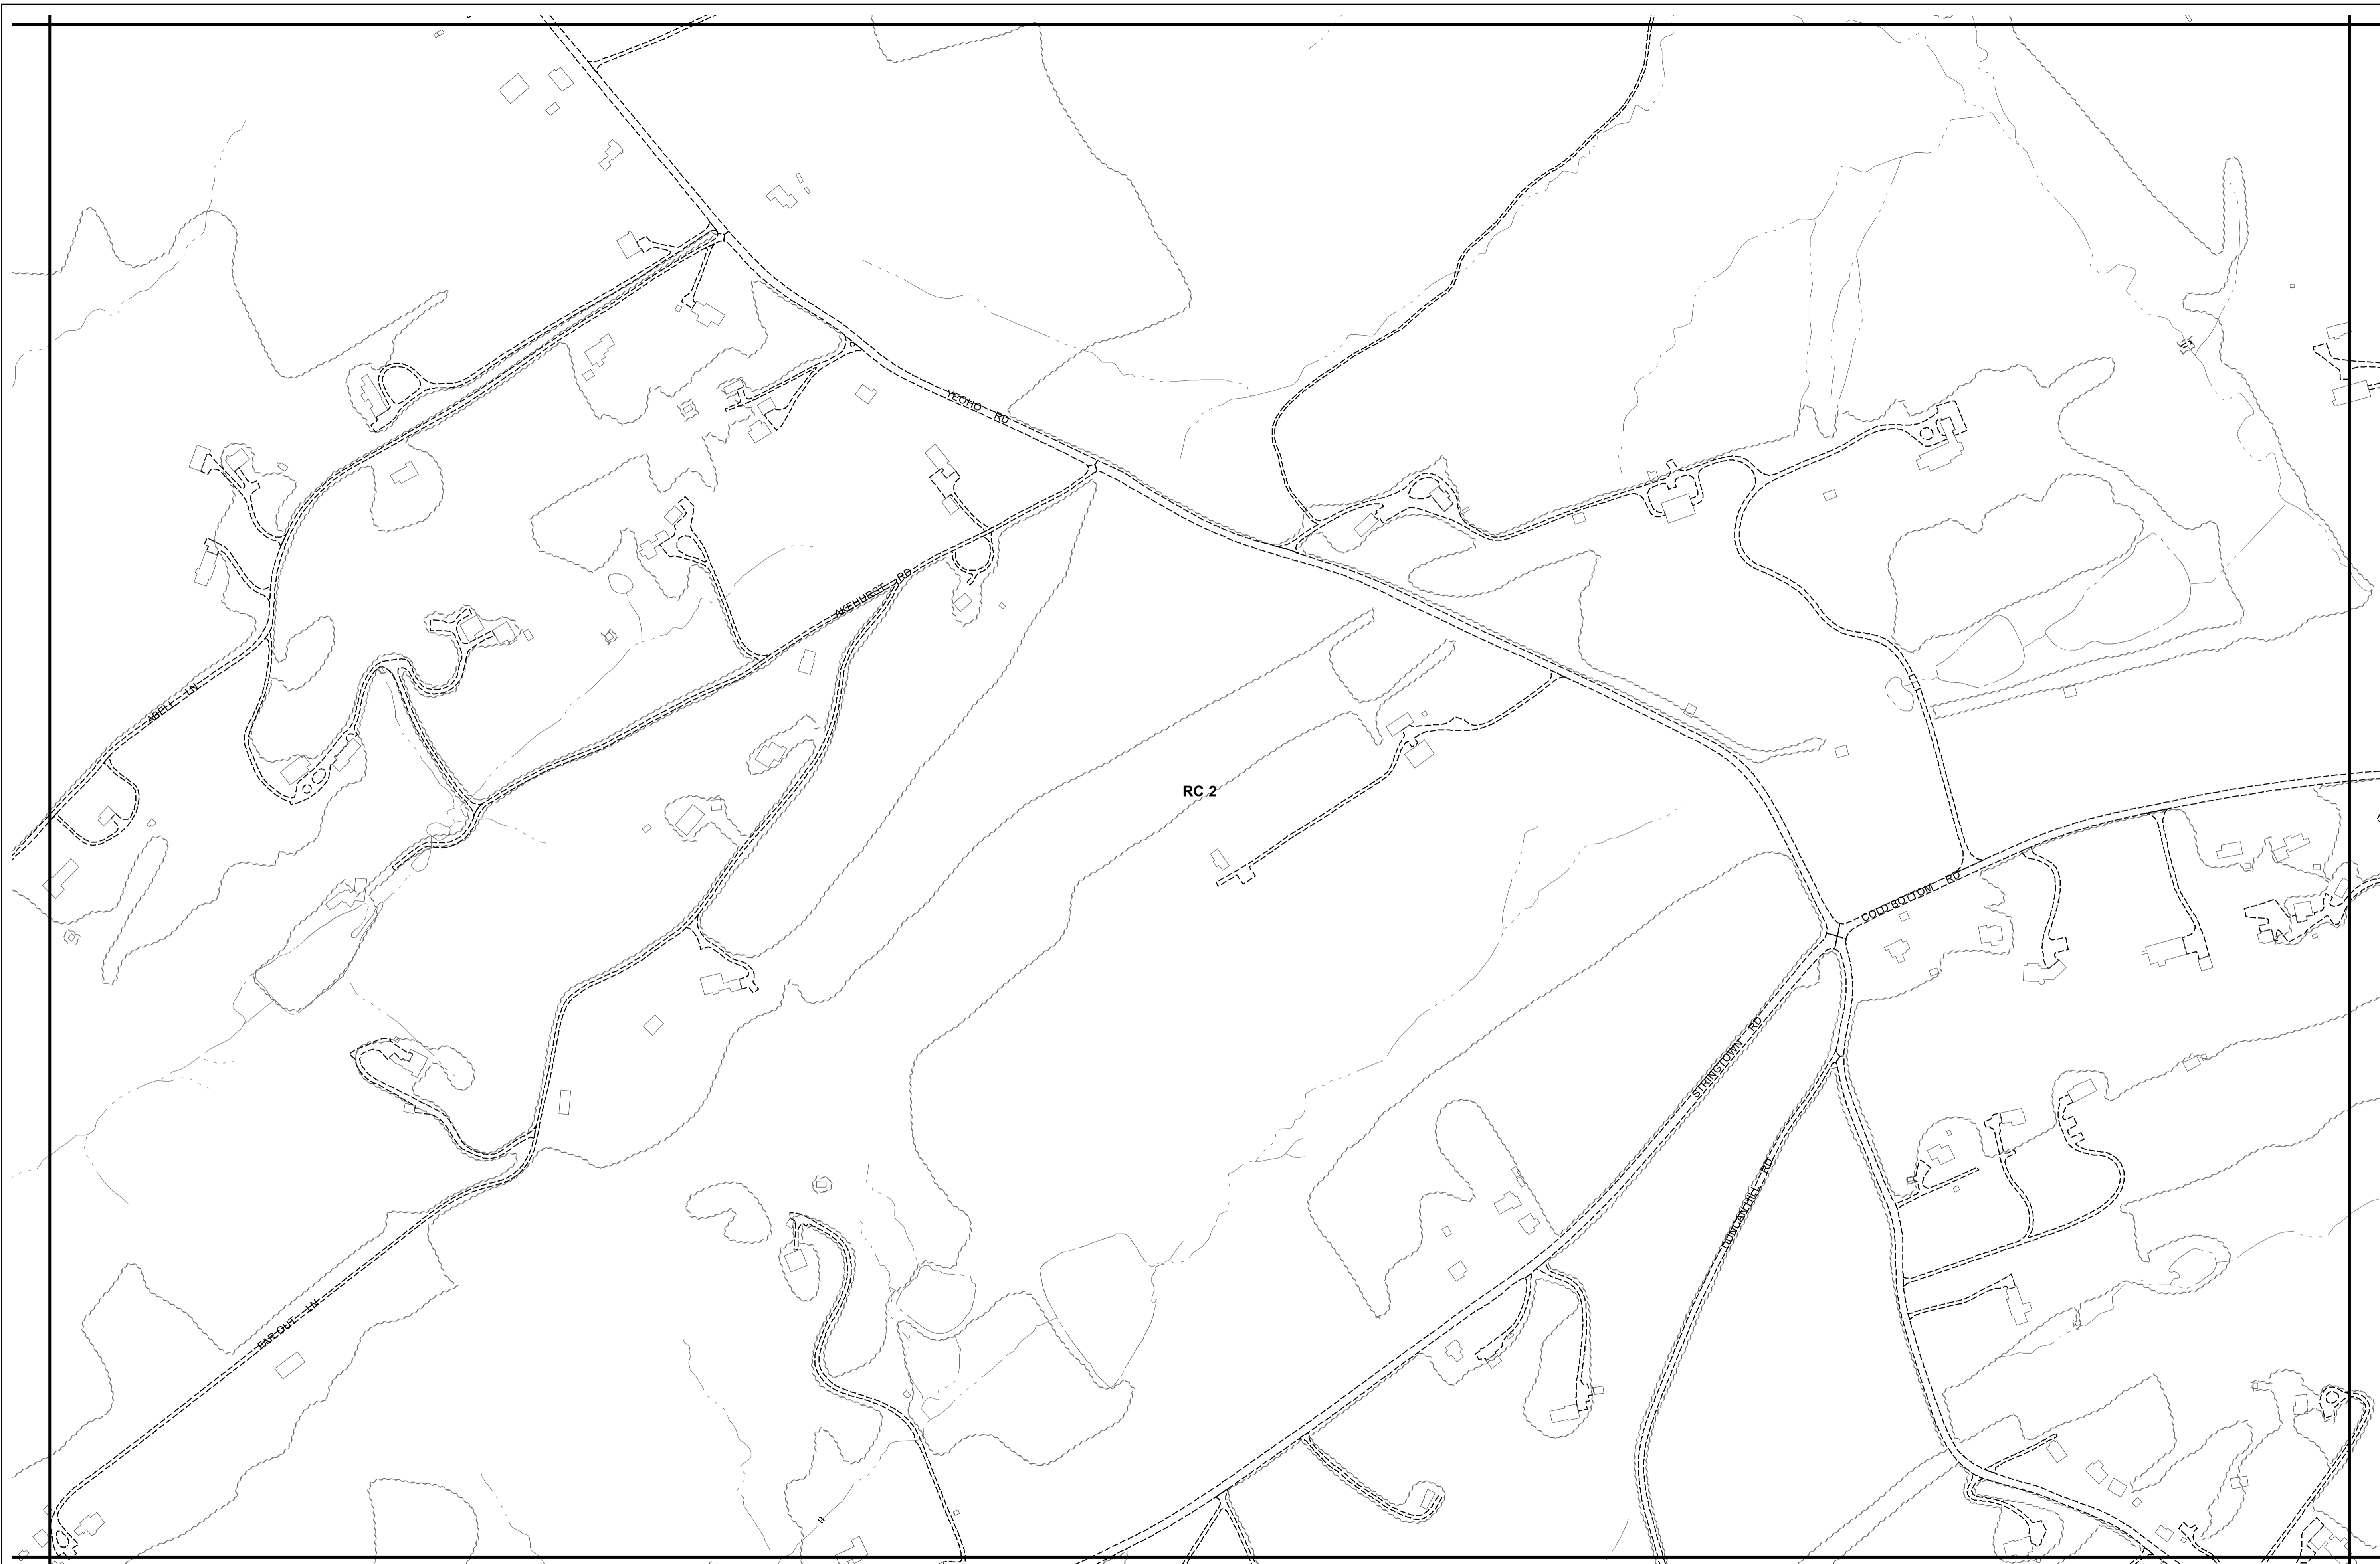 YEOHO RD
AKEHURST RD
ABELL LN
RC 2
COLD BOTTOM RD
STRINGTOWN RD
DUNCAN HILL RD
FAR OUT LN